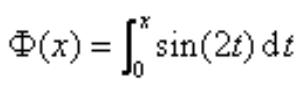 Φ(x) = ∫₀ˣ sin(2t) dt